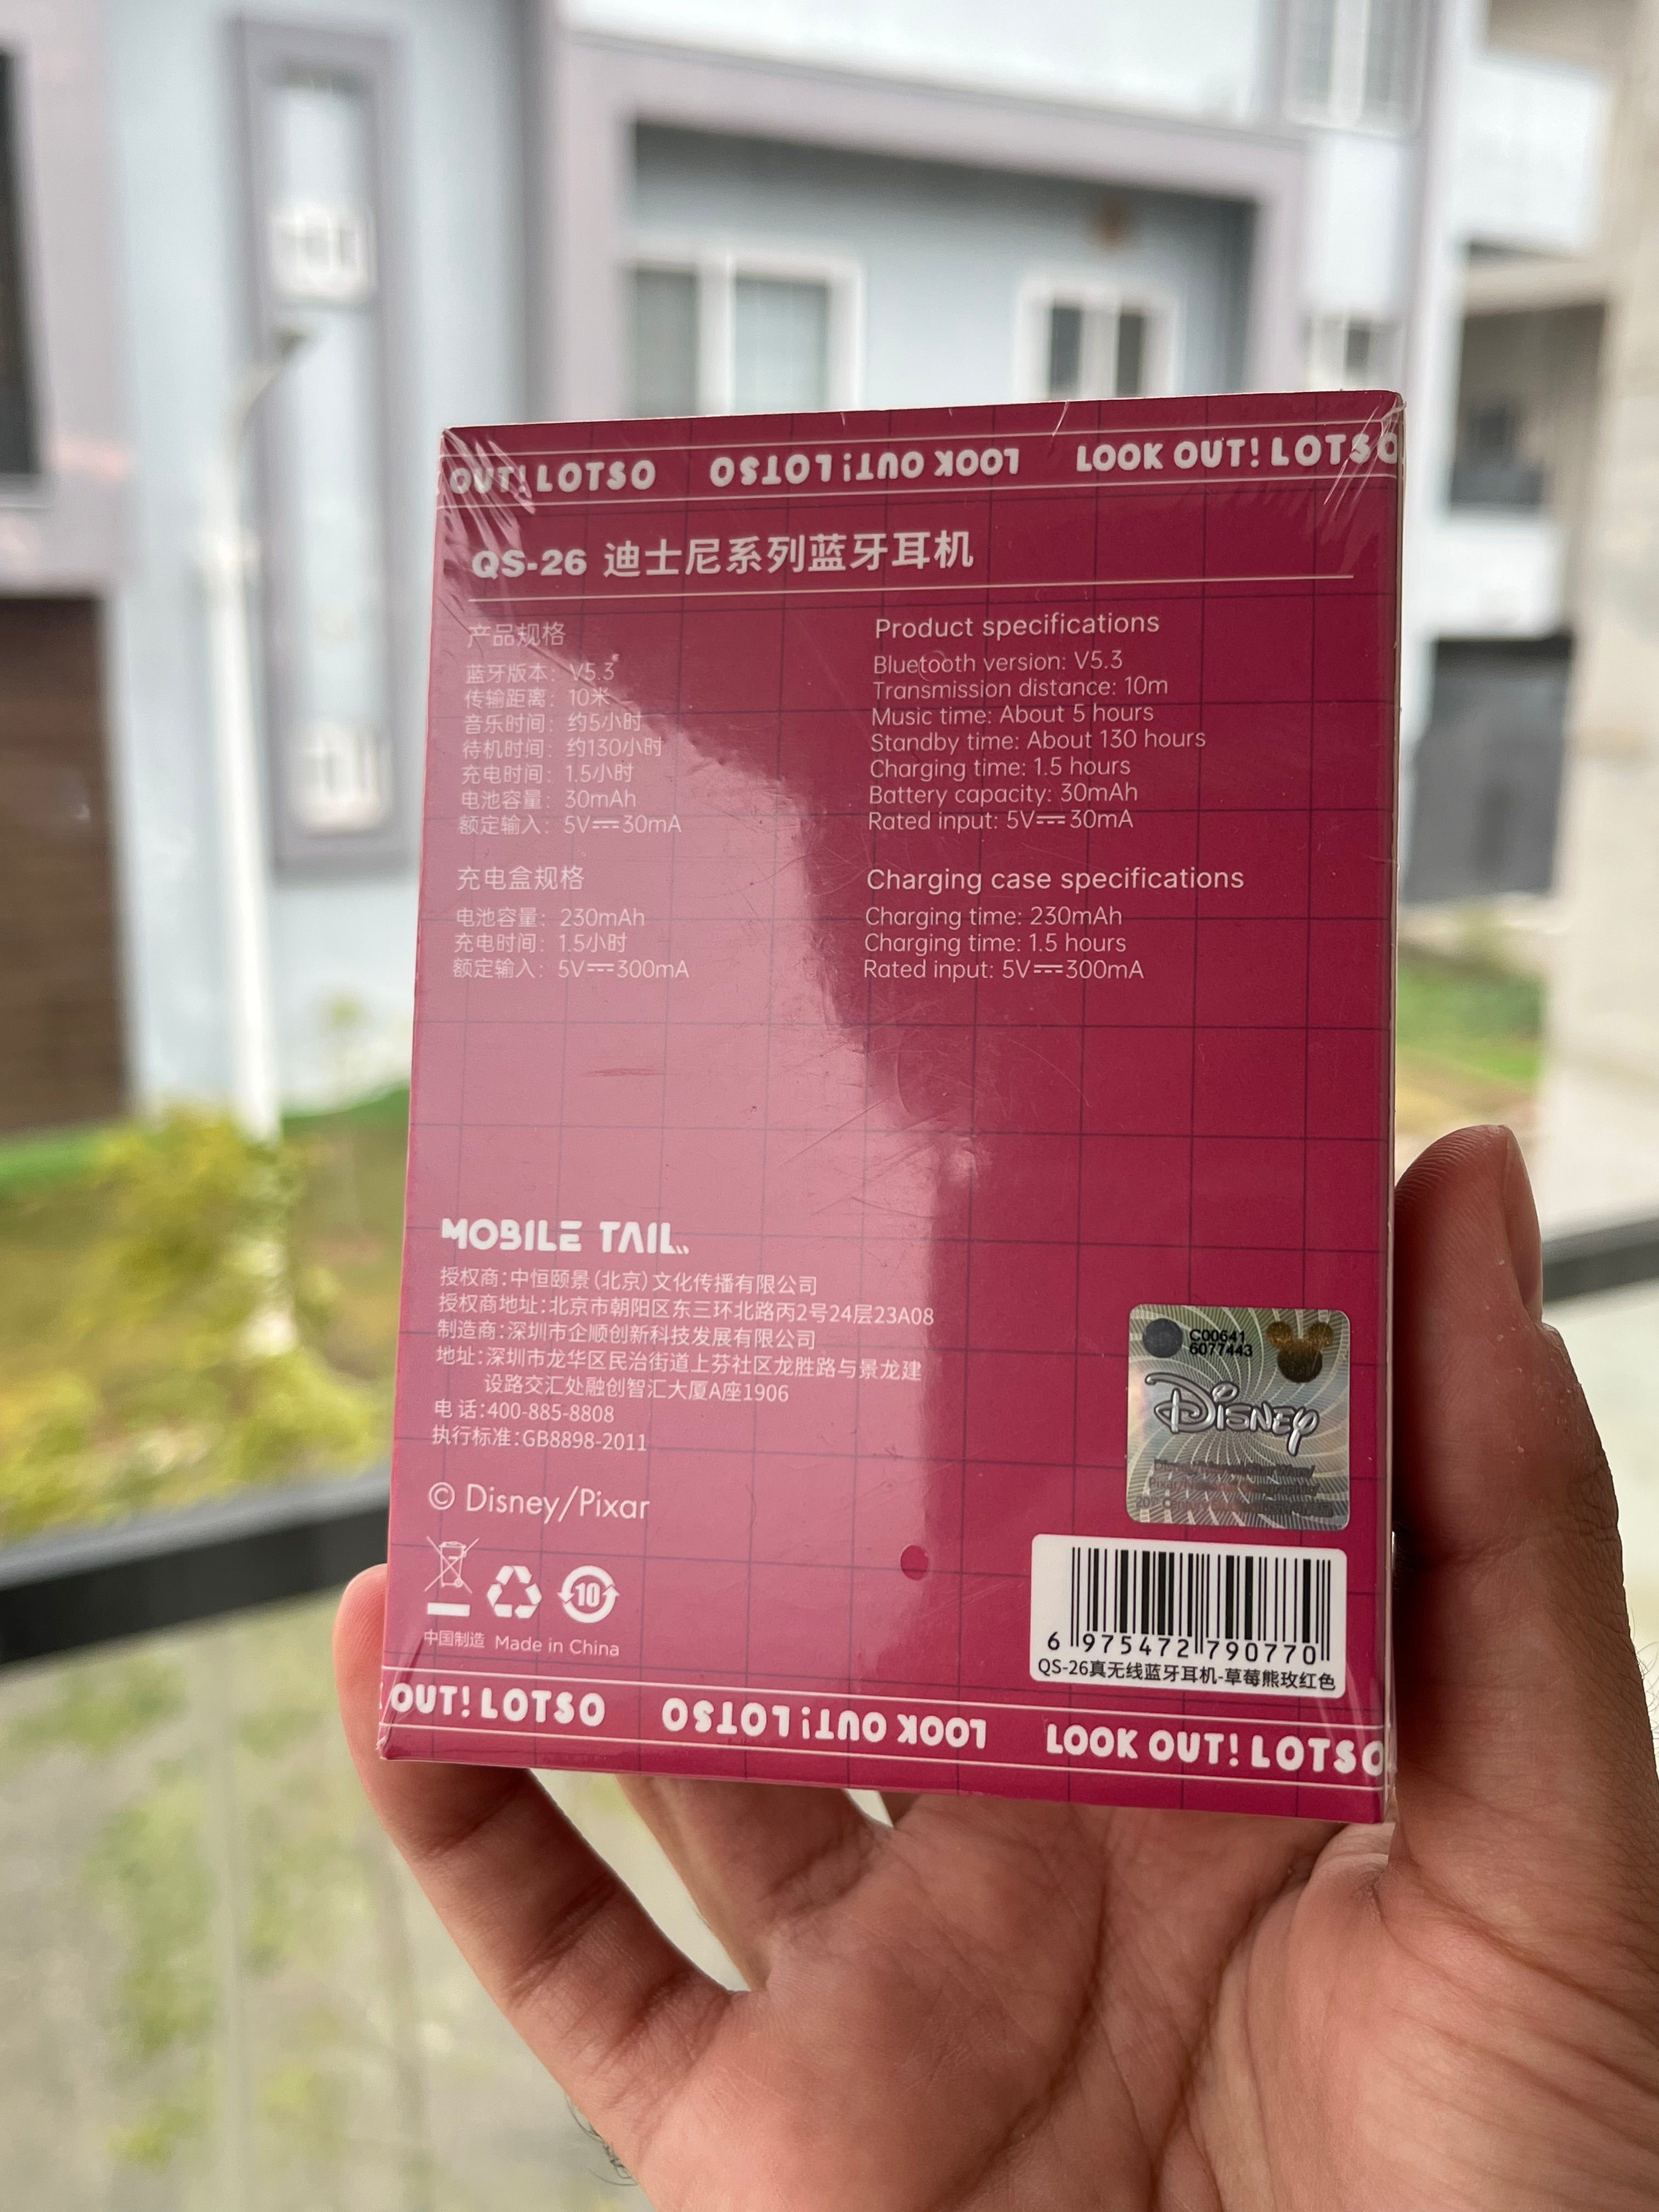 OUT! LOTSO LOOK OUT! LOTSO LOOK OUT! LOTSO
QS-26 迪士尼系列蓝牙耳机
产品规格
蓝牙版本：V5.3
传输距离：10米
音乐时间：约5小时
待机时间：约130小时
充电时间：1.5小时
电池容量：30mAh
额定输入：5V⎓30mA
充电盒规格
电池容量：230mAh
充电时间：1.5小时
额定输入：5V⎓300mA
Product specifications
Bluetooth version: V5.3
Transmission distance: 10m
Music time: About 5 hours
Standby time: About 130 hours
Charging time: 1.5 hours
Battery capacity: 30mAh
Rated input: 5V⎓30mA
Charging case specifications
Charging time: 230mAh
Charging time: 1.5 hours
Rated input: 5V⎓300mA
MOBILE TAIL
授权商:中恒颐景(北京)文化传播有限公司
授权商地址:北京市朝阳区东三环北路丙2号24层23A08
制造商:深圳市企顺创新科技发展有限公司
地址:深圳市龙华区民治街道上芬社区龙胜路与景龙建
设路交汇处融创智汇大厦A座1906
电话:400-885-8808
执行标准:GB8898-2011
© Disney/Pixar
10
中国制造 Made in China
C00641
6077443
Disney
6 975472 790770
QS-26真无线蓝牙耳机-草莓熊玫红色
OUT! LOTSO LOOK OUT! LOTSO LOOK OUT! LOTSO